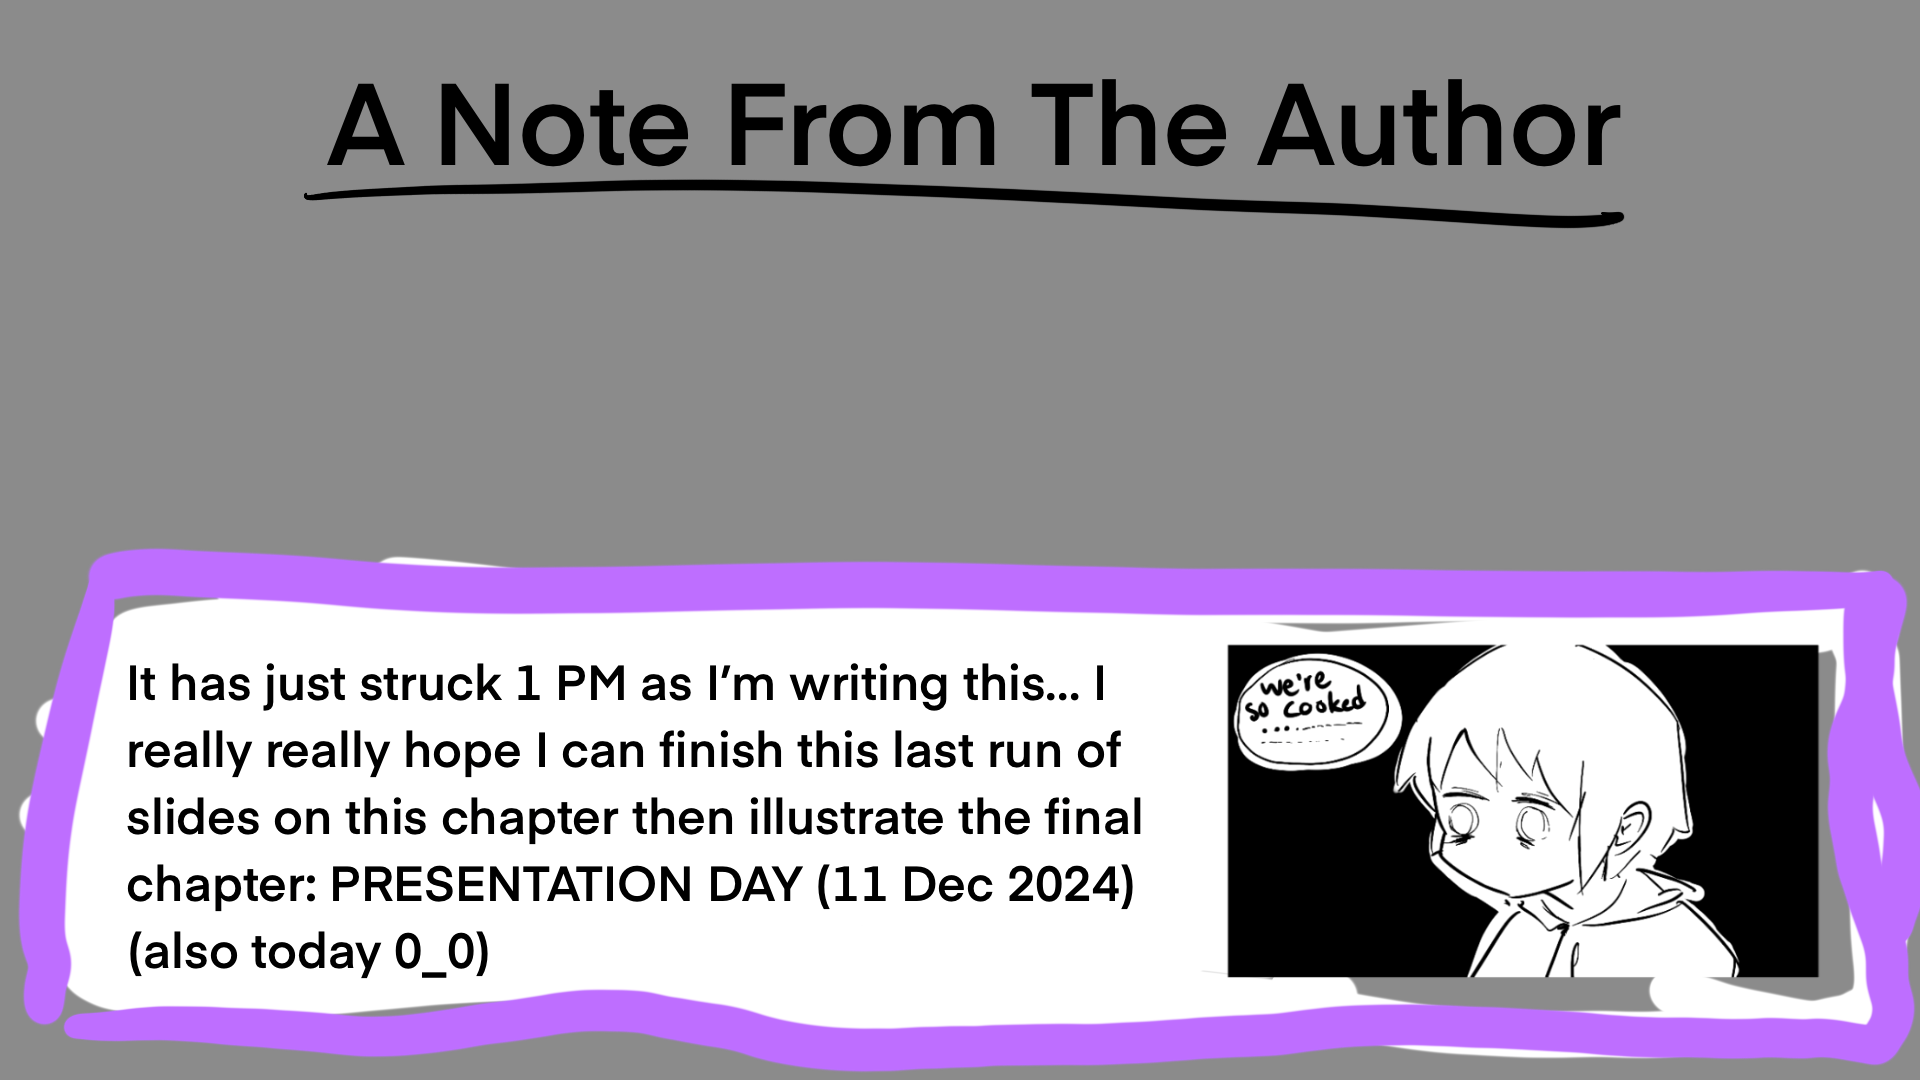 A Note From The Author
It has just struck 1 PM as I’m writing this... I
really really hope I can finish this last run of
slides on this chapter then illustrate the final
chapter: PRESENTATION DAY (11 Dec 2024)
(also today 0_0)
we're
so cooked
...